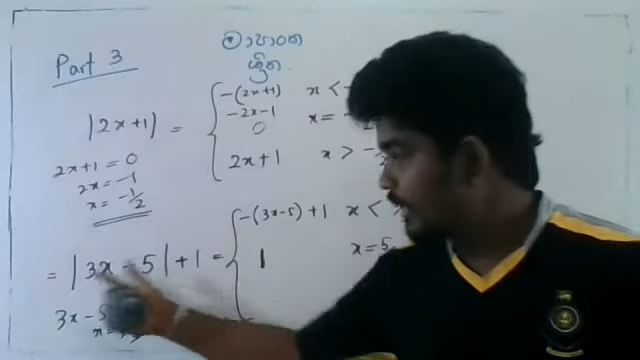 Part 3
මාපාංක
ශ්‍රිත.
|2x+1| =
-(2x+1) x <
-2x-1
0 x =
2x+1 x >
2x+1 = 0
2x = -1
x = -1/2
= |3x-5|+1 =
-(3x-5)+1 x <
1 x = 5
3x-5